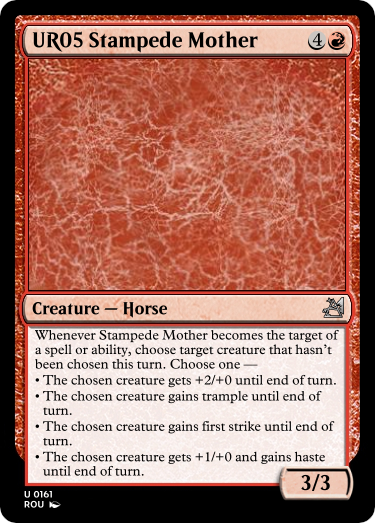 UR05 Stampede Mother 4
Creature — Horse
Whenever Stampede Mother becomes the target
of a spell or ability, choose target creature that hasn't
been chosen this turn. Choose one —
• The chosen creature gets +2/+0 until end of turn.
• The chosen creature gains trample until end of
turn.
• The chosen creature gains first strike until end of
turn.
• The chosen creature gets +1/+0 and gains haste
until end of turn.
3/3
U 0161
ROU